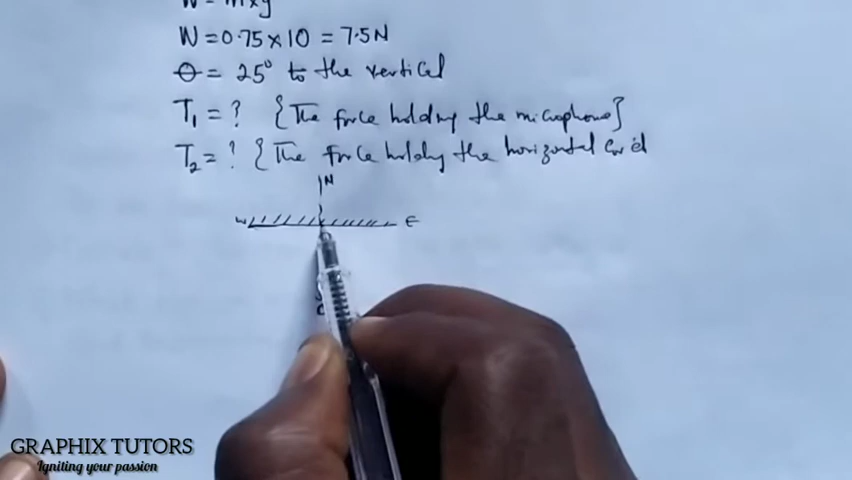 W = mxg
W = 0.75 x 10 = 7.5N
θ = 25° to the vertical
T₁ = ? {The force holding the microphone}
T₂ = ? {The force holding the horizontal
N
W E
S
GRAPHIX TUTORS
Igniting your passion